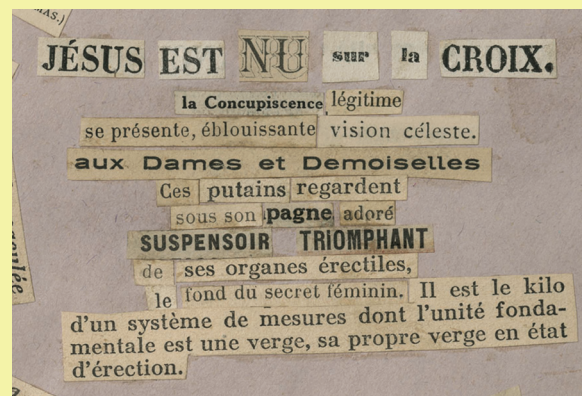 MYS.)
JÉSUS EST NU sur la CROIX.
la Concupiscence légitime
se présente, éblouissante vision céleste.
aux Dames et Demoiselles
Ces putains regardent
sous son pagne adoré
SUSPENSOIR TRIOMPHANT
de ses organes érectiles,
le fond du secret féminin. Il est le kilo
d'un système de mesures dont l'unité fonda-
mentale est une verge, sa propre verge en état
d'érection.